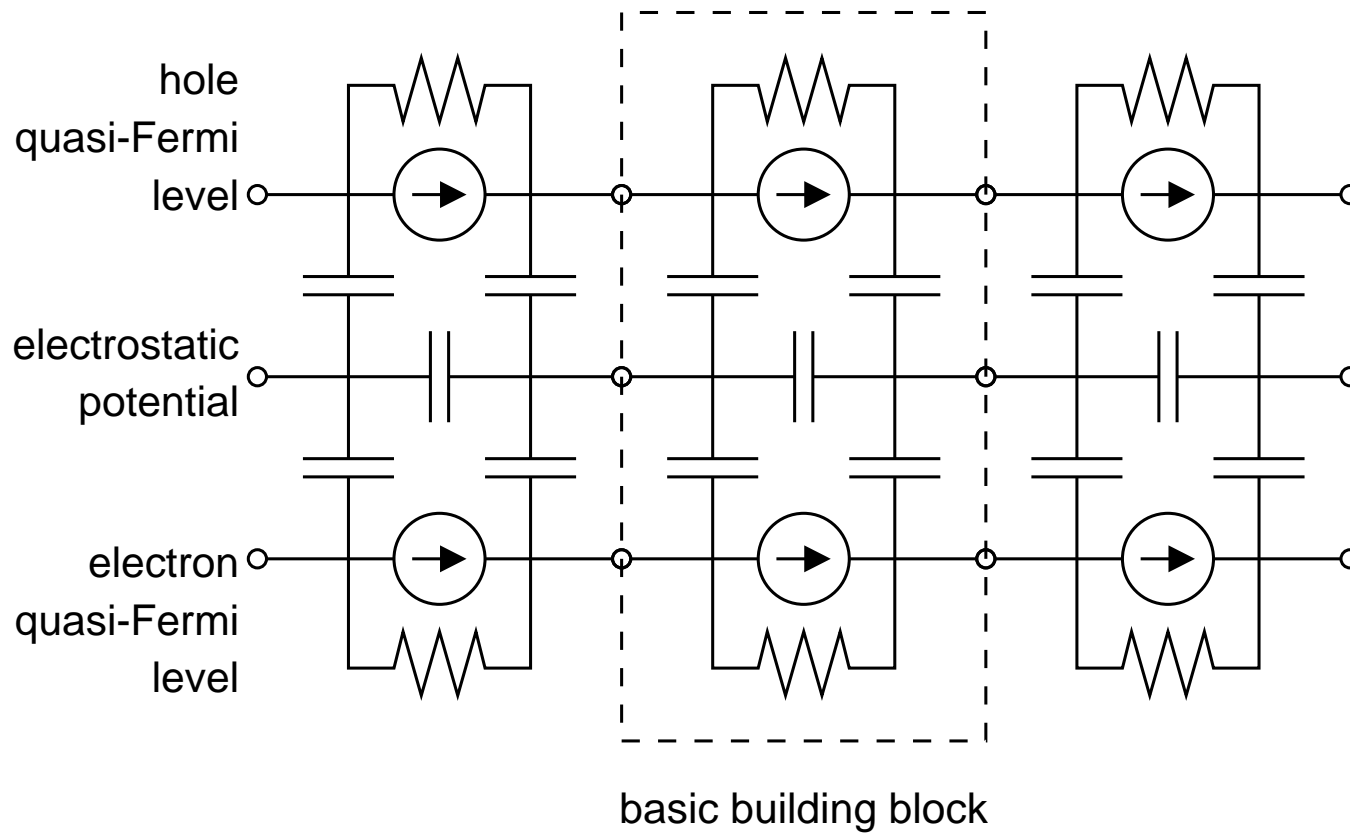 hole
quasi-Fermi
level
electrostatic
potential
electron
quasi-Fermi
level
basic building block